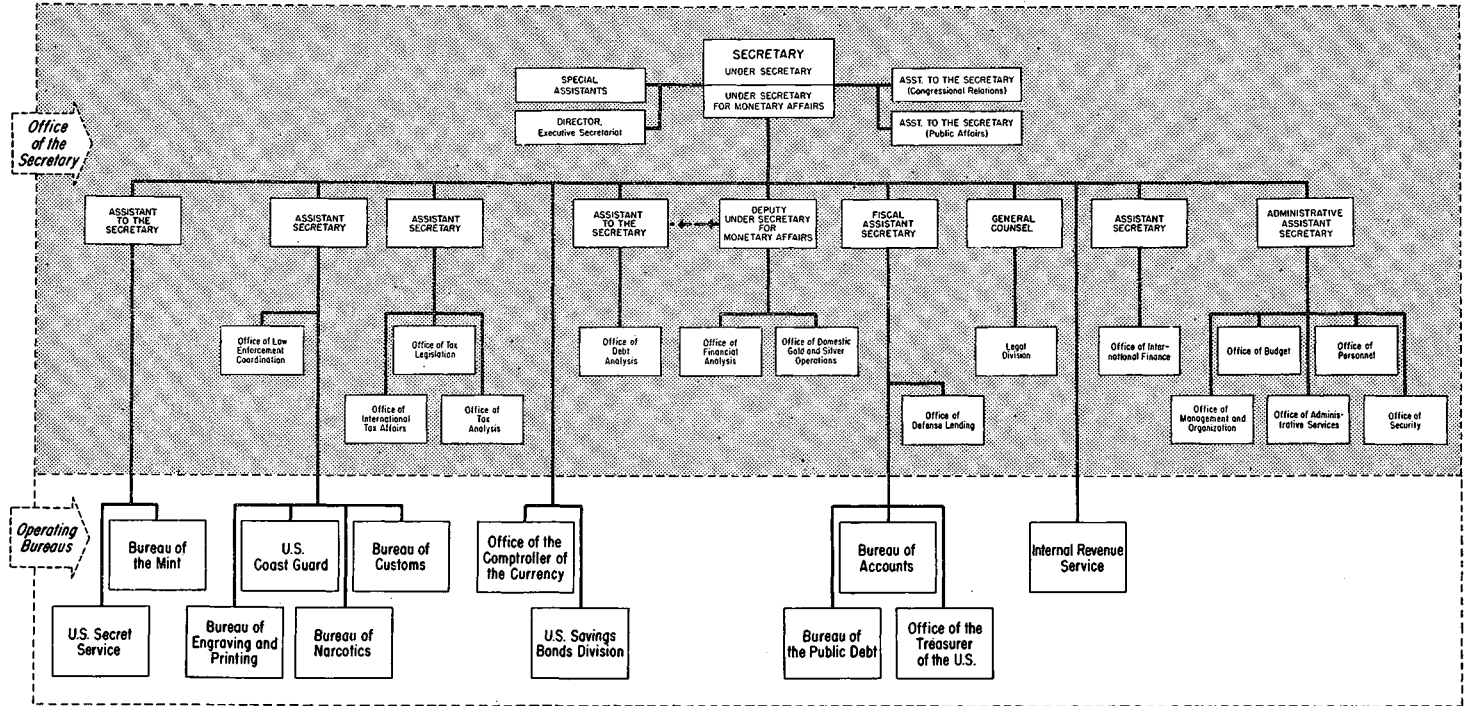 SECRETARY
UNDER SECRETARY
UNDER SECRETARY
FOR MONETARY AFFAIRS
SPECIAL
ASSISTANTS
DIRECTOR,
Executive Secretariat
ASST. TO THE SECRETARY
(Congressional Relations)
ASST. TO THE SECRETARY
(Public Affairs)
Office
of the
Secretary
ASSISTANT
TO THE
SECRETARY
ASSISTANT
SECRETARY
ASSISTANT
SECRETARY
ASSISTANT
TO THE
SECRETARY
DEPUTY
UNDER SECRETARY
FOR
MONETARY AFFAIRS
FISCAL
ASSISTANT
SECRETARY
GENERAL
COUNSEL
ASSISTANT
SECRETARY
ADMINISTRATIVE
ASSISTANT
SECRETARY
Office of Law
Enforcement
Coordination
Office of Tax
Legislation
Office of
International
Tax Affairs
Office of
Tax
Analysis
Office of
Debt
Analysis
Office of
Financial
Analysis
Office of Domestic
Gold and Silver
Operations
Office of
Defense Lending
Legal
Division
Office of Inter-
national Finance
Office of Budget
Office of
Personnel
Office of
Management and
Organization
Office of Adminis-
trative Services
Office of
Security
Operating
Bureaus
Bureau of
the Mint
U.S.
Coast Guard
Bureau of
Customs
Office of the
Comptroller of
the Currency
Bureau of
Accounts
Internal Revenue
Service
U.S. Secret
Service
Bureau of
Engraving and
Printing
Bureau of
Narcotics
U.S. Savings
Bonds Division
Bureau of
the Public Debt
Office of the
Treasurer
of the U.S.